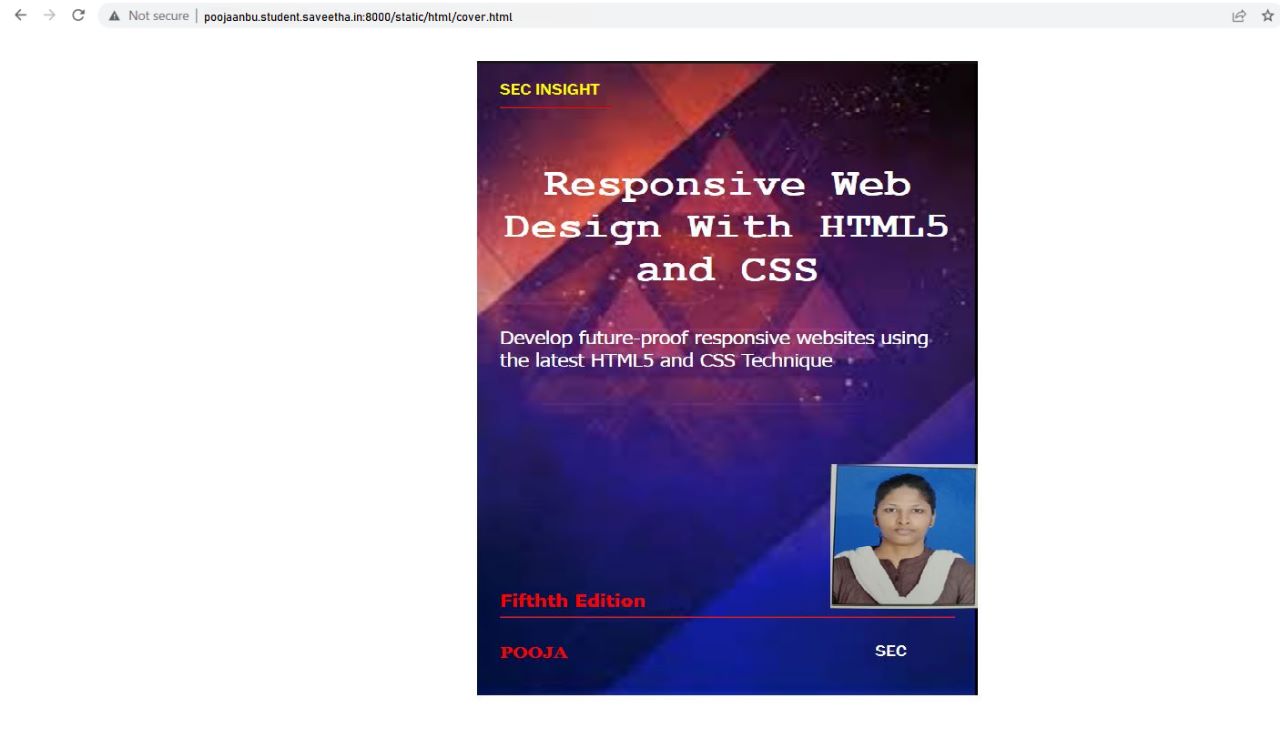 Not secure | poojaanbu.student.saveetha.in:8000/static/html/cover.html
SEC INSIGHT
Responsive Web
Design With HTML5
and CSS
Develop future-proof responsive websites using
the latest HTML5 and CSS Technique
Fifthth Edition
POOJA
SEC